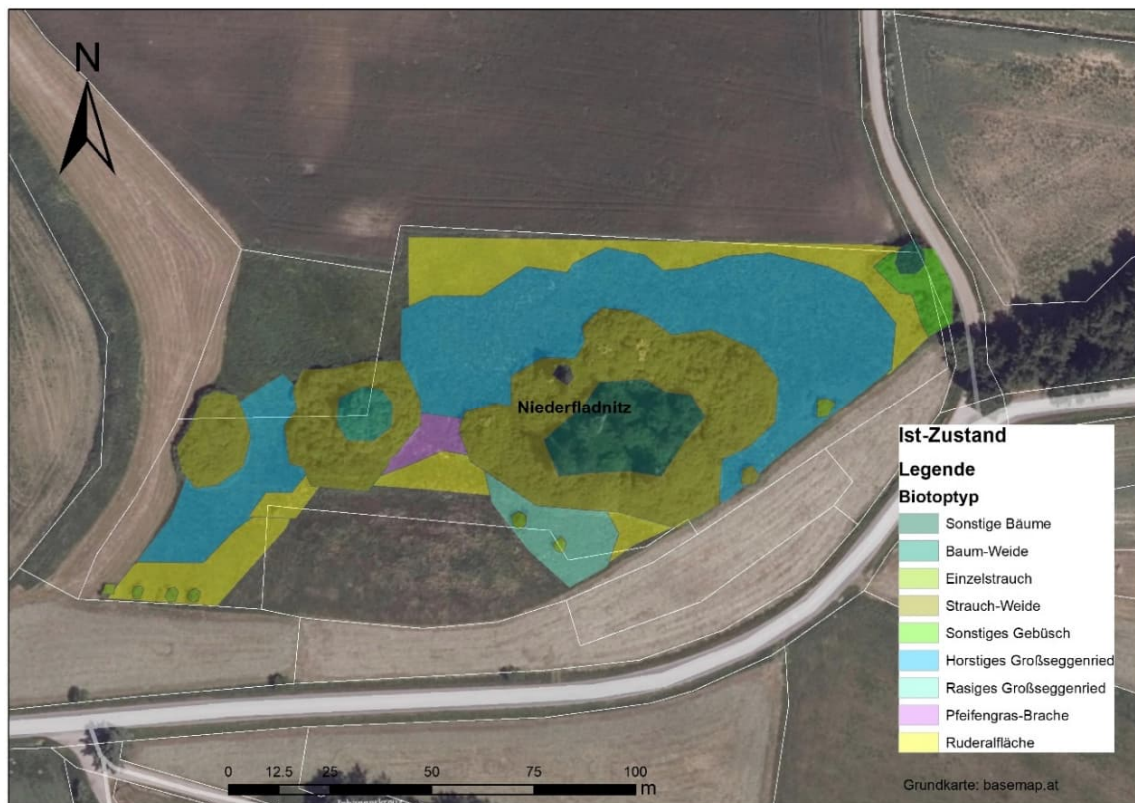 N
Niederfladnitz
Ist-Zustand
Legende
Biotoptyp
Sonstige Bäume
Baum-Weide
Einzelstrauch
Strauch-Weide
Sonstiges Gebüsch
Horstiges Großseggenried
Rasiges Großseggenried
Pfeifengras-Brache
Ruderalfläche
0 12.5 25 50 75 100
m
Grundkarte: basemap.at